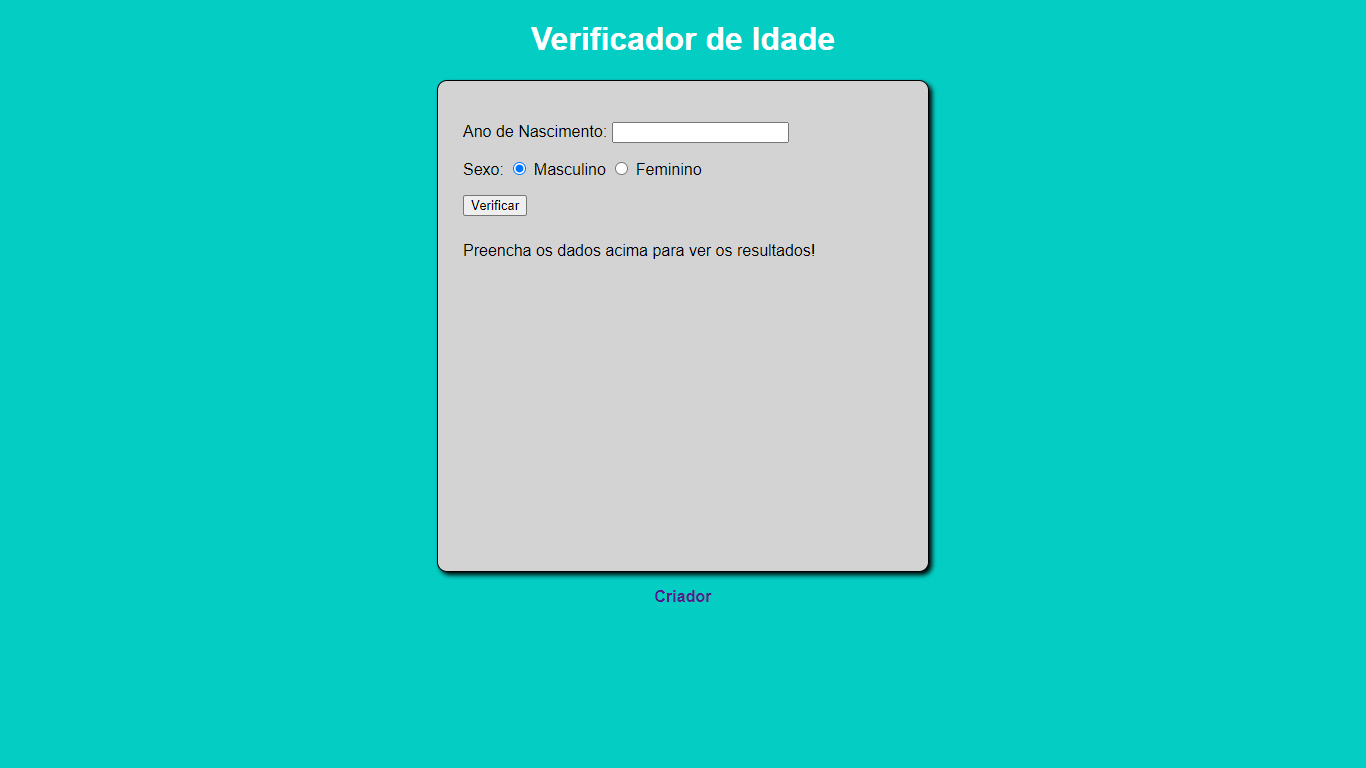 Verificador de Idade
Ano de Nascimento:
Sexo: Masculino Feminino
Verificar
Preencha os dados acima para ver os resultados!
Criador